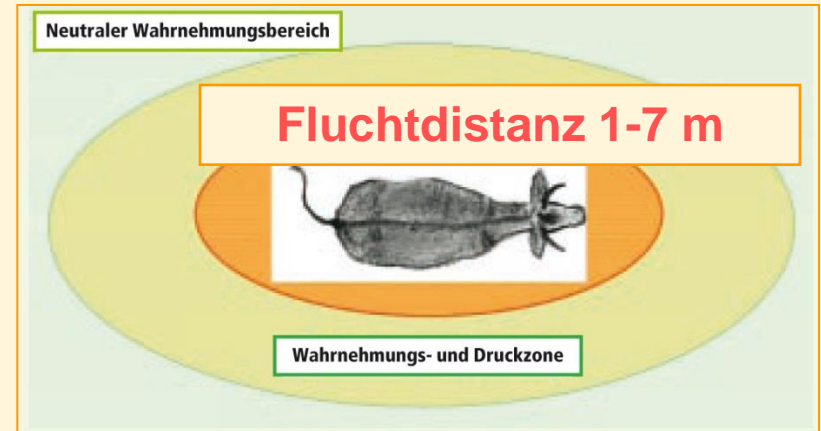 Neutraler Wahrnehmungsbereich
Fluchtdistanz 1-7 m
Wahrnehmungs- und Druckzone